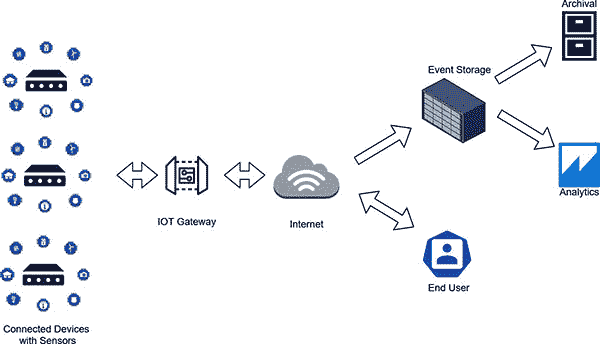 Archival
Event Storage
Analytics
IOT Gateway
Internet
End User
Connected Devices
with Sensors